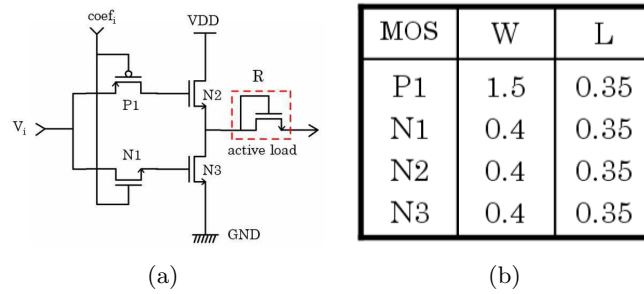 coef_i
VDD
R
P1
N2
V_i
active load
N1
N3
GND
(a)
MOS W L
P1 1.5 0.35
N1 0.4 0.35
N2 0.4 0.35
N3 0.4 0.35
(b)